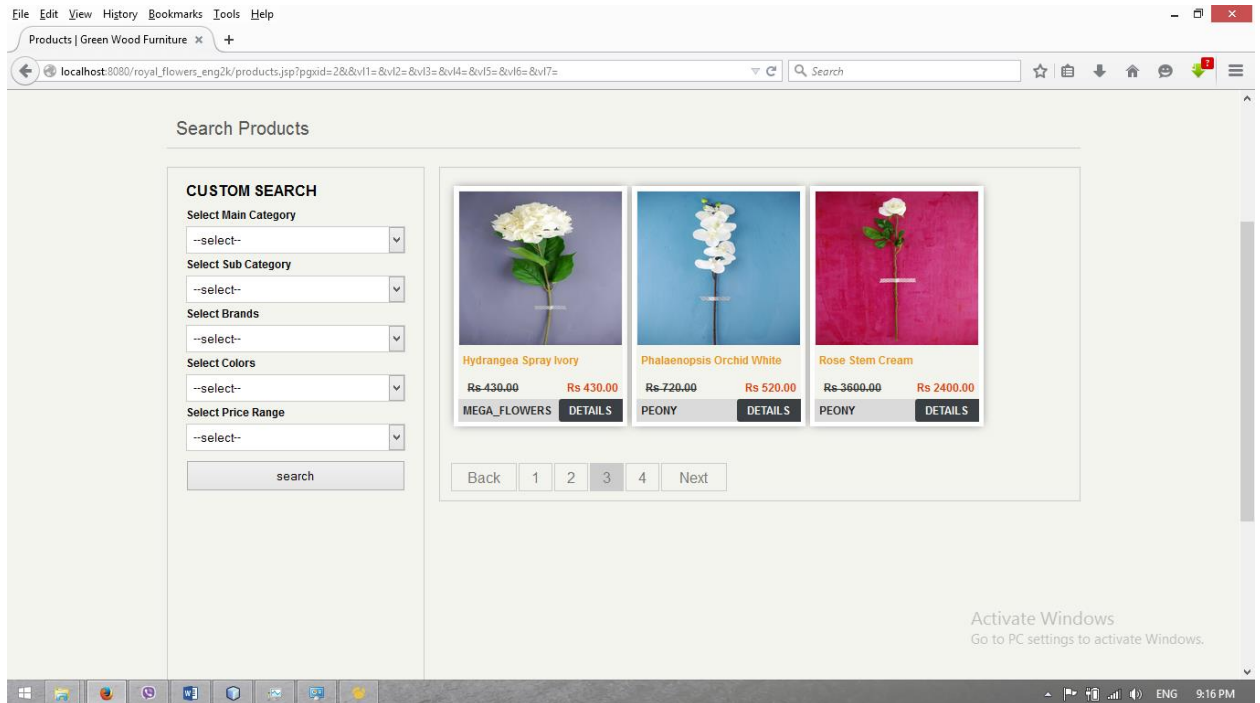 File Edit View History Bookmarks Tools Help
Products | Green Wood Furniture × +
localhost:8080/royal_flowers_eng2k/products.jsp?pgxid=2&&vl1=&vl2=&vl3=&vl4=&vl5=&vl6=&vl7=
Search
?
Search Products
CUSTOM SEARCH
Select Main Category
--select--
Select Sub Category
--select--
Select Brands
--select--
Select Colors
--select--
Select Price Range
--select--
search
Hydrangea Spray Ivory
Rs 430.00 Rs 430.00
MEGA_FLOWERS DETAILS
Phalaenopsis Orchid White
Rs 720.00 Rs 520.00
PEONY DETAILS
Rose Stem Cream
Rs 3600.00 Rs 2400.00
PEONY DETAILS
Back 1 2 3 4 Next
Activate Windows
Go to PC settings to activate Windows.
ENG 9:16 PM